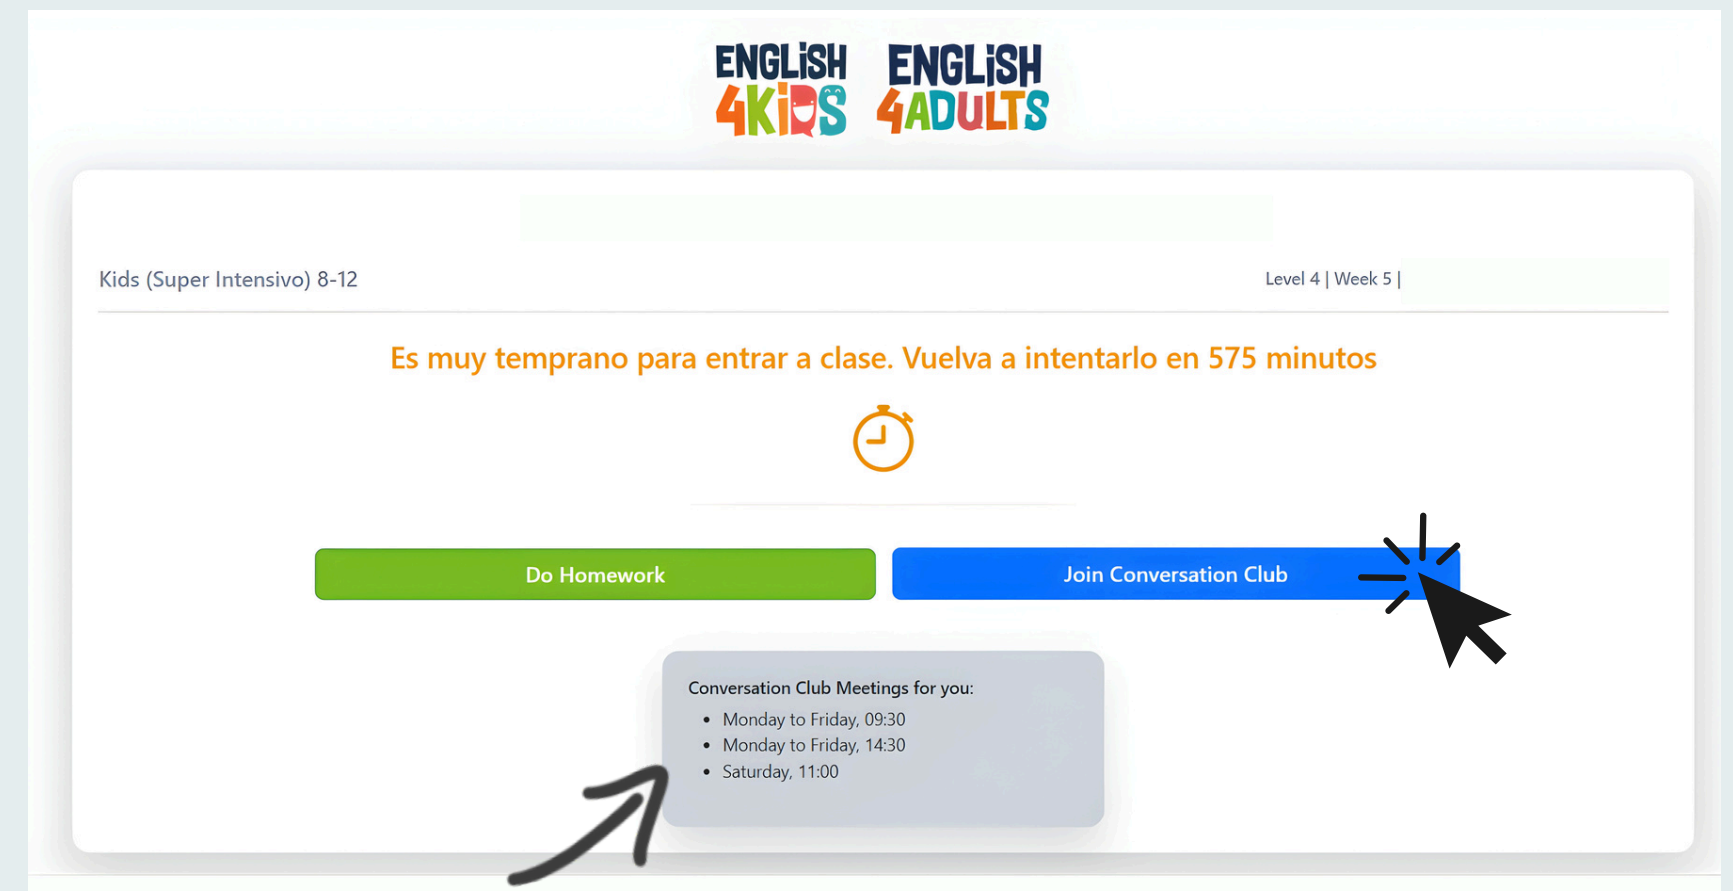 ENGLISH ENGLISH
4KIDS 4ADULTS
Kids (Super Intensivo) 8-12
Level 4 | Week 5 |
Es muy temprano para entrar a clase. Vuelva a intentarlo en 575 minutos
Do Homework
Join Conversation Club
Conversation Club Meetings for you:
• Monday to Friday, 09:30
• Monday to Friday, 14:30
• Saturday, 11:00